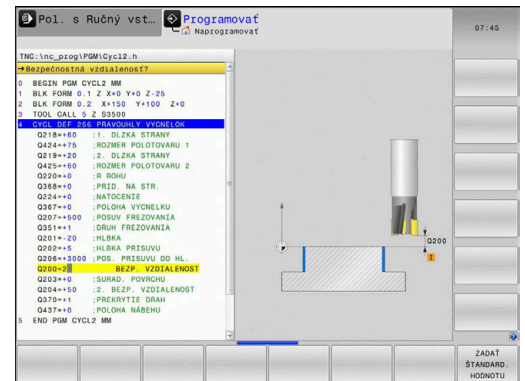 Pol. s Ručný vst…
Programovať
Naprogramovať
07:45
TNC:\nc_prog\PGM\Cycl2.h
→Bezpečnostná vzdialenosť?
0 BEGIN PGM CYCL2 MM
1 BLK FORM 0.1 Z X+0 Y+0 Z-25
2 BLK FORM 0.2 X+150 Y+100 Z+0
3 TOOL CALL 5 Z S3500
4 CYCL DEF 256 PRAVOUHLY VYCNELOK
Q218=+60 ;1. DLZKA STRANY
Q424=+75 ;ROZMER POLOTOVARU 1
Q219=+20 ;2. DLZKA STRANY
Q425=+60 ;ROZMER POLOTOVARU 2
Q220=+0 ;R ROHU
Q368=+0 ;PRID. NA STR.
Q224=+0 ;NATOCENIE
Q367=+0 ;POLOHA VYCNELKU
Q207=+500 ;POSUV FREZOVANIA
Q351=+1 ;DRUH FREZOVANIA
Q201=-20 ;HLBKA
Q202=+5 ;HLBKA PRISUVU
Q206=+3000 ;POS. PRISUVU DO HL.
Q200=2 BEZP. VZDIALENOST
Q203=+0 ;SURAD. POVRCHU
Q204=+50 ;2. BEZP. VZDIALENOST
Q370=+1 ;PREKRYTIE DRAH
Q437=+0 ;POLOHA NÁBEHU
5 END PGM CYCL2 MM
Q200
I
ZADAŤ
ŠTANDARD.
HODNOTU